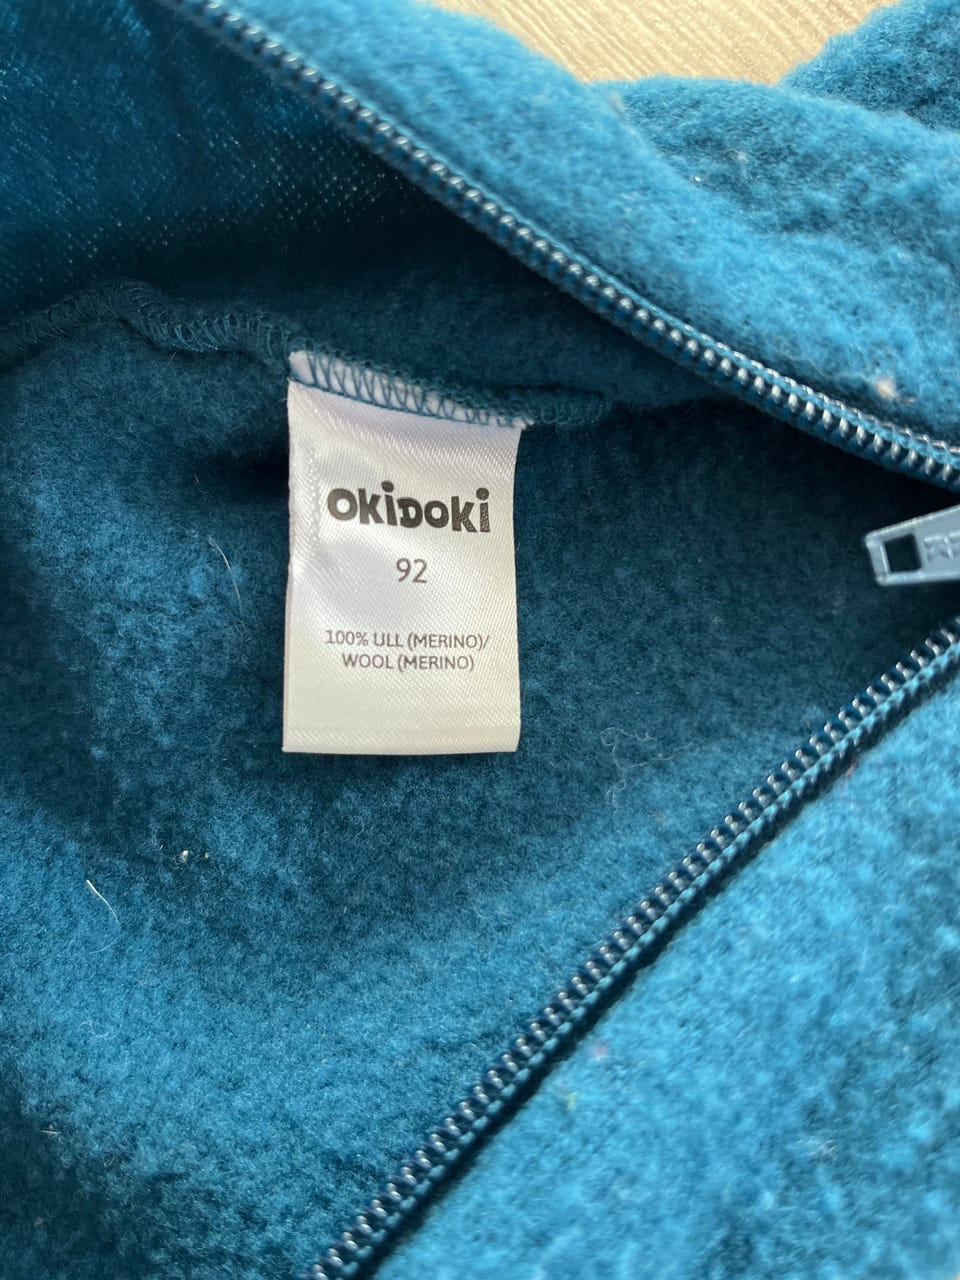 OKiDOKi
92
100% ULL (MERINO)/
WOOL (MERINO)